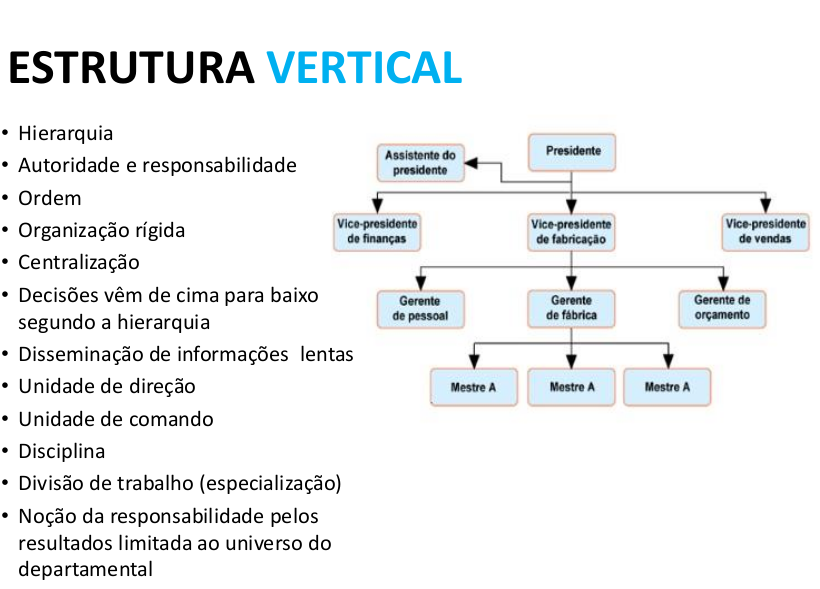 ESTRUTURA VERTICAL
• Hierarquia
• Autoridade e responsabilidade
• Ordem
• Organização rígida
• Centralização
• Decisões vêm de cima para baixo
segundo a hierarquia
• Disseminação de informações  lentas
• Unidade de direção
• Unidade de comando
• Disciplina
• Divisão de trabalho (especialização)
• Noção da responsabilidade pelos
resultados limitada ao universo do
departamental
Presidente
Assistente do
presidente
Vice-presidente
de finanças
Vice-presidente
de fabricação
Vice-presidente
de vendas
Gerente
de pessoal
Gerente
de fábrica
Gerente de
orçamento
Mestre A
Mestre A
Mestre A